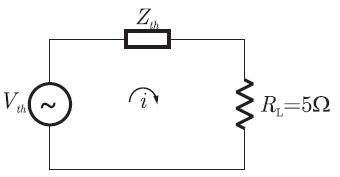 Z_th
V_th
i
R_L=5Ω